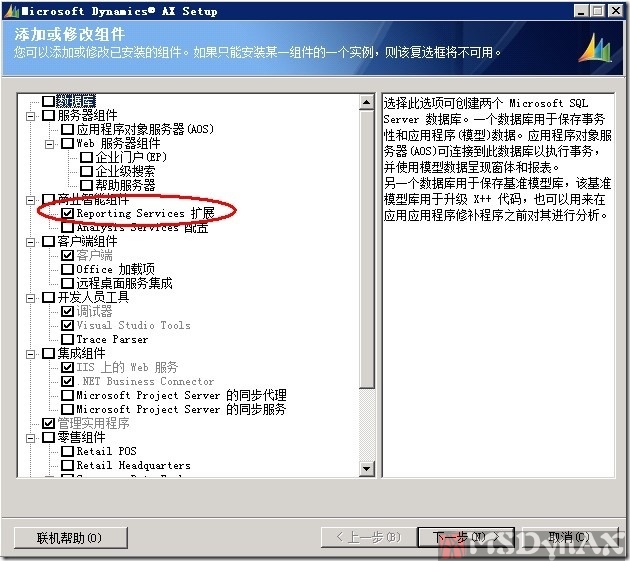 Microsoft Dynamics® AX Setup
添加或修改组件
您可以添加或修改已安装的组件。如果只能安装某一组件的一个实例，则该复选框将不可用。
数据库
服务器组件
应用程序对象服务器(AOS)
Web 服务器组件
企业门户(EP)
企业级搜索
帮助服务器
商业智能组件
Reporting Services 扩展
Analysis Services 配置
客户端组件
客户端
Office 加载项
远程桌面服务集成
开发人员工具
调试器
Visual Studio Tools
Trace Parser
集成组件
IIS 上的 Web 服务
.NET Business Connector
Microsoft Project Server 的同步代理
Microsoft Project Server 的同步服务
管理实用程序
零售组件
Retail POS
Retail Headquarters
选择此选项可创建两个 Microsoft SQL
Server 数据库。一个数据库用于保存事务
性和应用程序(模型)数据。应用程序对象服
务器(AOS)可连接到此数据库以执行事务，
并使用模型数据呈现窗体和报表。
另一个数据库用于保存基准模型库，该基准
模型库用于升级 X++ 代码，也可以用来在
应用应用程序修补程序之前对其进行分析。
联机帮助(O)
< 上一步(B)
下一步(N) >
取消(C)
MSDynAX